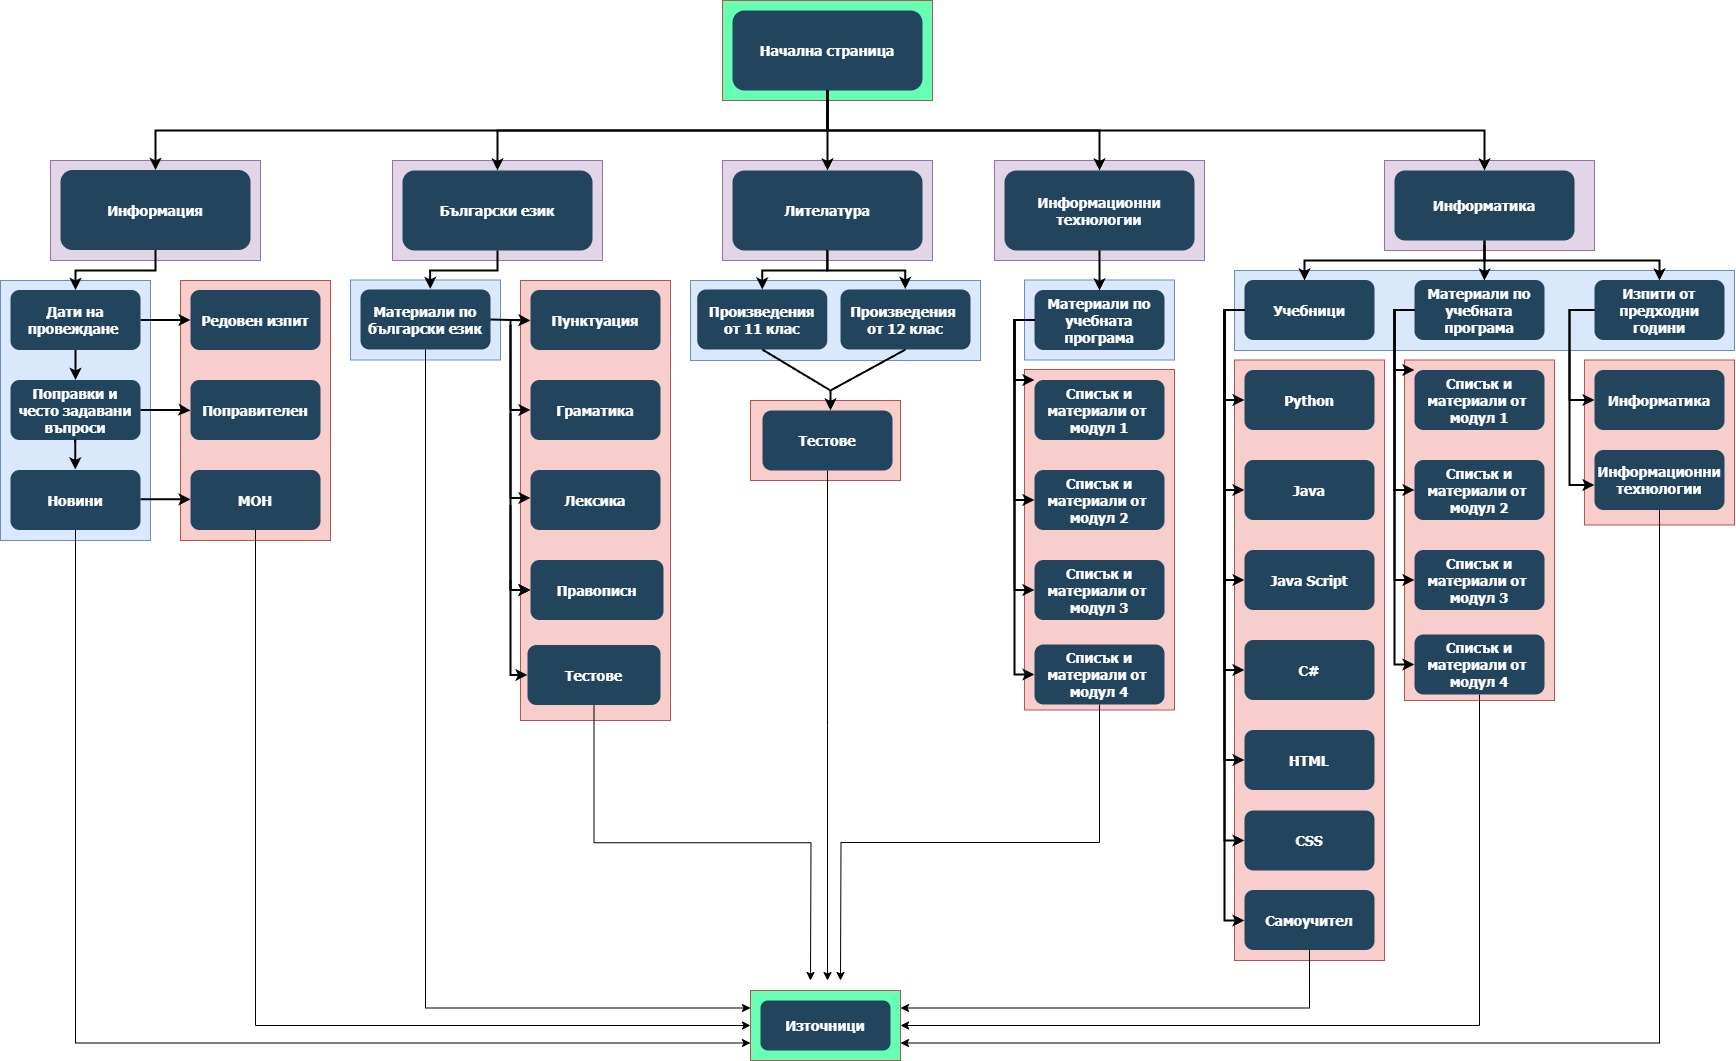 Начална страница
Информация
Български език
Лителатура
Информационни
технологии
Информатика
Дати на
провеждане
Редовен изпит
Поправки и
често задавани
въпроси
Поправителен
Новини
МОН
Материали по
български език
Пунктуация
Граматика
Лексика
Правописн
Тестове
Произведения
от 11 клас
Произведения
от 12 клас
Тестове
Материали по
учебната
програма
Списък и
материали от
модул 1
Списък и
материали от
модул 2
Списък и
материали от
модул 3
Списък и
материали от
модул 4
Учебници
Python
Java
Java Script
C#
HTML
CSS
Самоучител
Материали по
учебната
програма
Списък и
материали от
модул 1
Списък и
материали от
модул 2
Списък и
материали от
модул 3
Списък и
материали от
модул 4
Изпити от
предходни
години
Информатика
Информационни
технологии
Източници